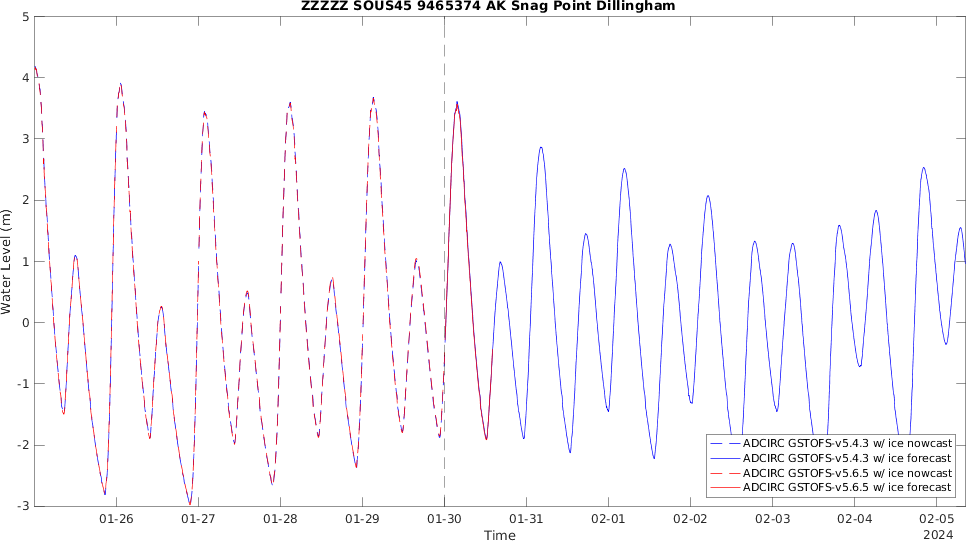 ZZZZZ SOUS45 9465374 AK Snag Point Dillingham
Water Level (m)
5
4
3
2
1
0
-1
-2
-3
ADCIRC GSTOFS-v5.4.3 w/ ice nowcast
ADCIRC GSTOFS-v5.4.3 w/ ice forecast
ADCIRC GSTOFS-v5.6.5 w/ ice nowcast
ADCIRC GSTOFS-v5.6.5 w/ ice forecast
01-26 01-27 01-28 01-29 01-30 01-31 02-01 02-02 02-03 02-04 02-05
Time 2024